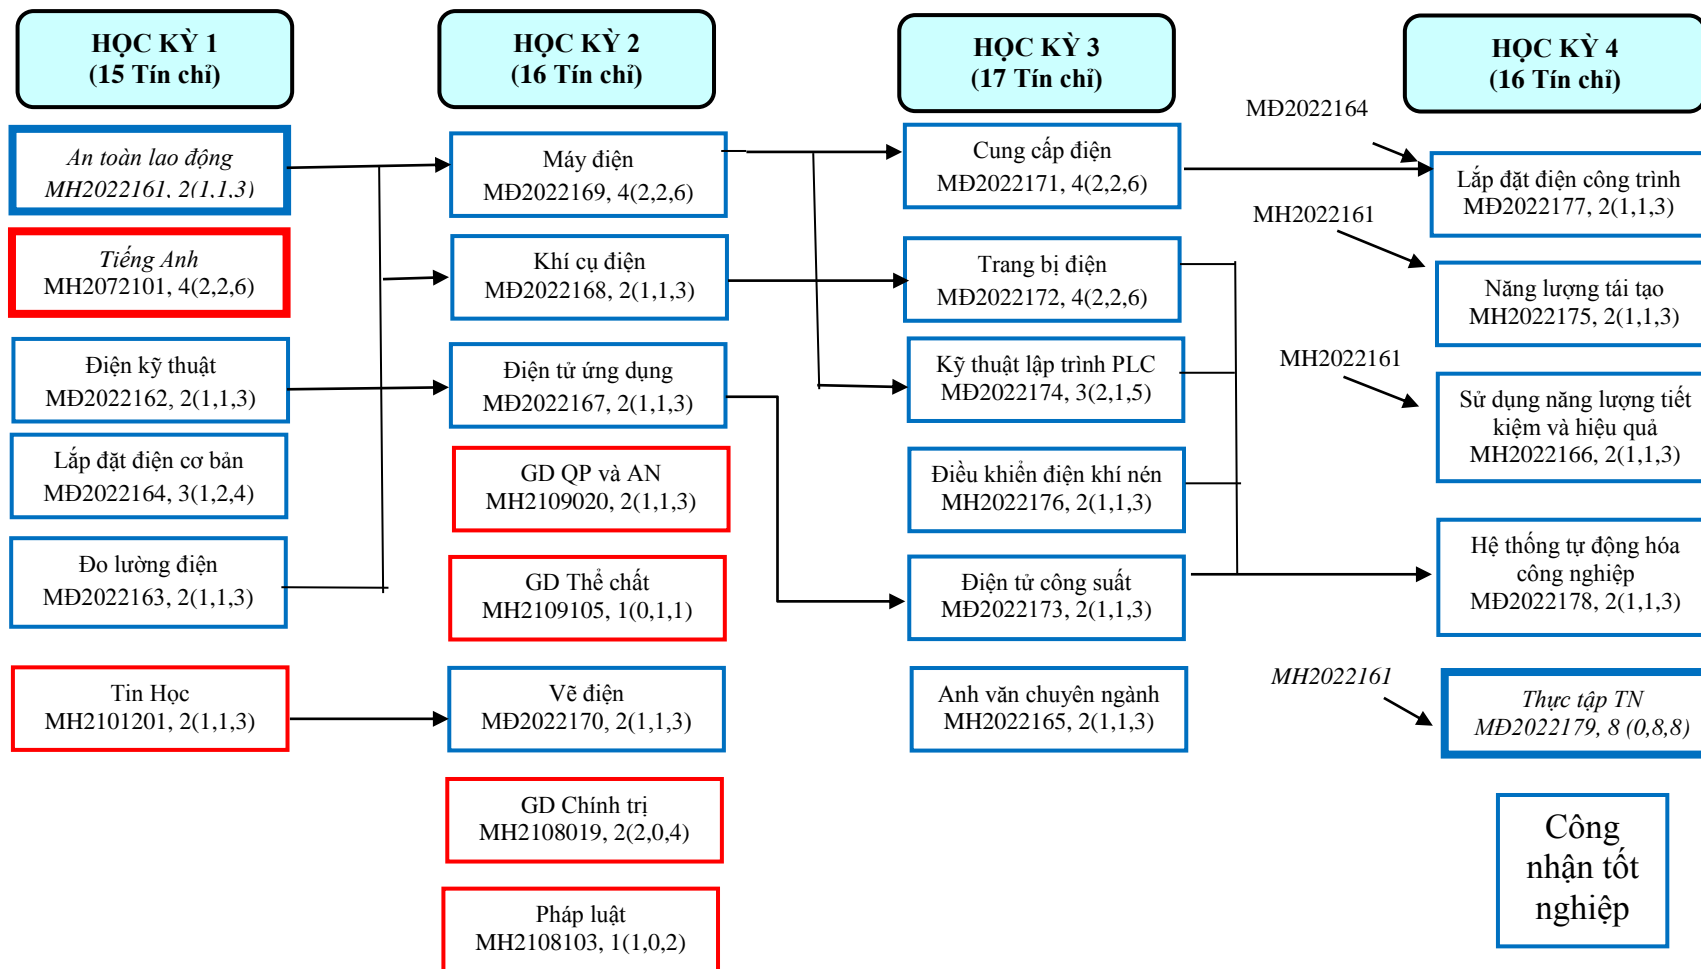 HỌC KỲ 1
(15 Tín chỉ)
An toàn lao động
MH2022161, 2(1,1,3)
Tiếng Anh
MH2072101, 4(2,2,6)
Điện kỹ thuật
MĐ2022162, 2(1,1,3)
Lắp đặt điện cơ bản
MĐ2022164, 3(1,2,4)
Đo lường điện
MĐ2022163, 2(1,1,3)
Tin Học
MH2101201, 2(1,1,3)
HỌC KỲ 2
(16 Tín chỉ)
Máy điện
MĐ2022169, 4(2,2,6)
Khí cụ điện
MĐ2022168, 2(1,1,3)
Điện tử ứng dụng
MĐ2022167, 2(1,1,3)
GD QP và AN
MH2109020, 2(1,1,3)
GD Thể chất
MH2109105, 1(0,1,1)
Vẽ điện
MĐ2022170, 2(1,1,3)
GD Chính trị
MH2108019, 2(2,0,4)
Pháp luật
MH2108103, 1(1,0,2)
HỌC KỲ 3
(17 Tín chỉ)
Cung cấp điện
MĐ2022171, 4(2,2,6)
Trang bị điện
MĐ2022172, 4(2,2,6)
Kỹ thuật lập trình PLC
MĐ2022174, 3(2,1,5)
Điều khiển điện khí nén
MH2022176, 2(1,1,3)
Điện tử công suất
MĐ2022173, 2(1,1,3)
Anh văn chuyên ngành
MH2022165, 2(1,1,3)
HỌC KỲ 4
(16 Tín chỉ)
MĐ2022164
Lắp đặt điện công trình
MĐ2022177, 2(1,1,3)
MH2022161
Năng lượng tái tạo
MH2022175, 2(1,1,3)
MH2022161
Sử dụng năng lượng tiết
kiệm và hiệu quả
MH2022166, 2(1,1,3)
Hệ thống tự động hóa
công nghiệp
MĐ2022178, 2(1,1,3)
MH2022161
Thực tập TN
MĐ2022179, 8 (0,8,8)
Công
nhận tốt
nghiệp